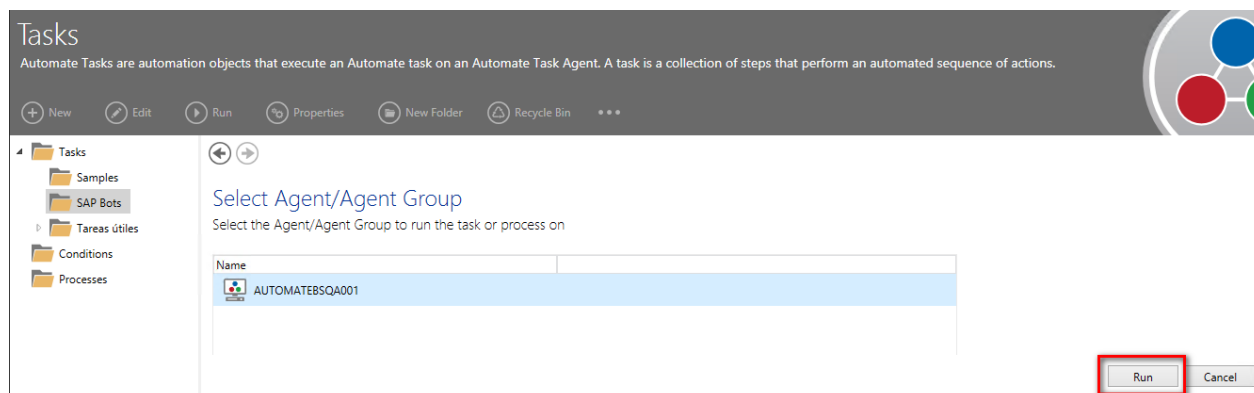 Tasks
Automate Tasks are automation objects that execute an Automate task on an Automate Task Agent. A task is a collection of steps that perform an automated sequence of actions.
New Edit Run Properties New Folder Recycle Bin •••
Tasks
Samples
SAP Bots
Tareas útiles
Conditions
Processes
Select Agent/Agent Group
Select the Agent/Agent Group to run the task or process on
Name
AUTOMATEBSQA001
Run Cancel